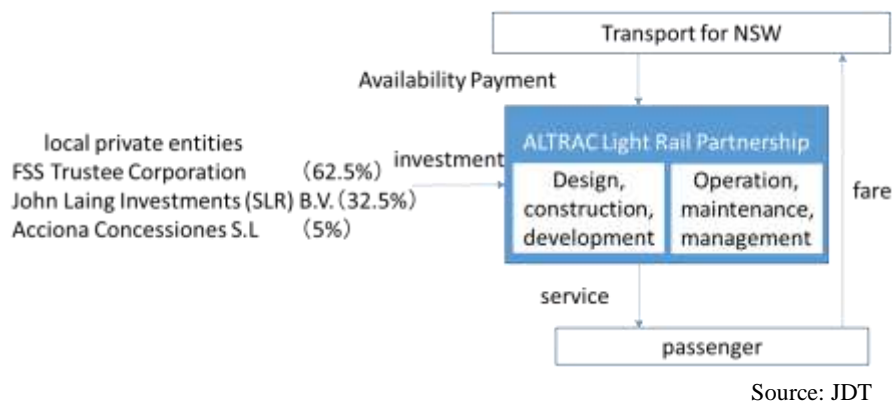 Transport for NSW
Availability Payment
local private entities
FSS Trustee Corporation (62.5%)
John Laing Investments (SLR) B.V. (32.5%)
Acciona Concessiones S.L (5%)
investment
ALTRAC Light Rail Partnership
Design,
construction,
development
Operation,
maintenance,
management
fare
service
passenger
Source: JDT